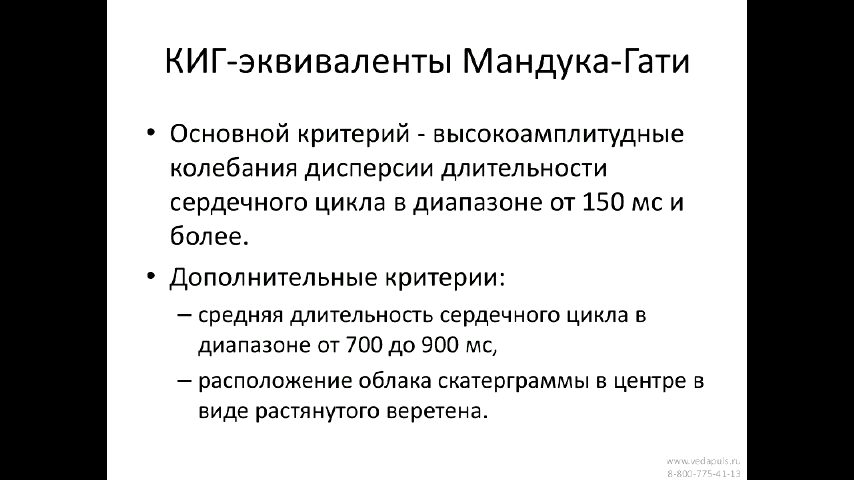 КИГ-эквиваленты Мандука-Гати
• Основной критерий - высокоамплитудные
колебания дисперсии длительности
сердечного цикла в диапазоне от 150 мс и
более.
• Дополнительные критерии:
– средняя длительность сердечного цикла в
диапазоне от 700 до 900 мс,
– расположение облака скатерграммы в центре в
виде растянутого веретена.
www.vedapuls.ru
8-800-775-41-13